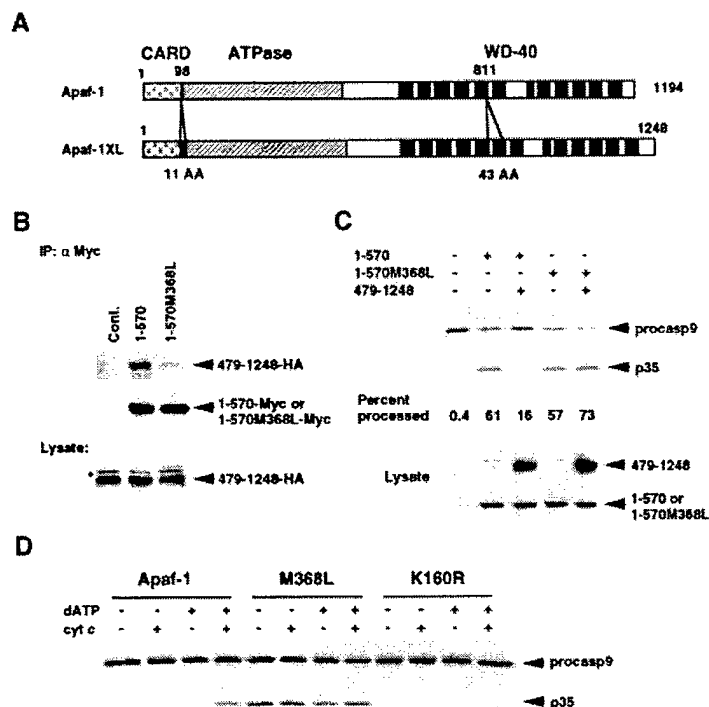 A
CARD ATPase WD-40
1 98 811
Apaf-1 1194
1 1248
Apaf-1XL
11 AA 43 AA
B
IP: α Myc
Cont.
1-570
1-570M368L
479-1248-HA
1-570-Myc or
1-570M368L-Myc
Lysate:
* 479-1248-HA
C
1-570 - + + - -
1-570M368L - - - + +
479-1248 - - + - +
procasp9
p35
Percent
processed 0.4 61 16 57 73
479-1248
Lysate
1-570 or
1-570M368L
D
Apaf-1 M368L K160R
dATP - - + + - - + + - - + +
cyt c - + - + - + - + - + - +
procasp9
p35